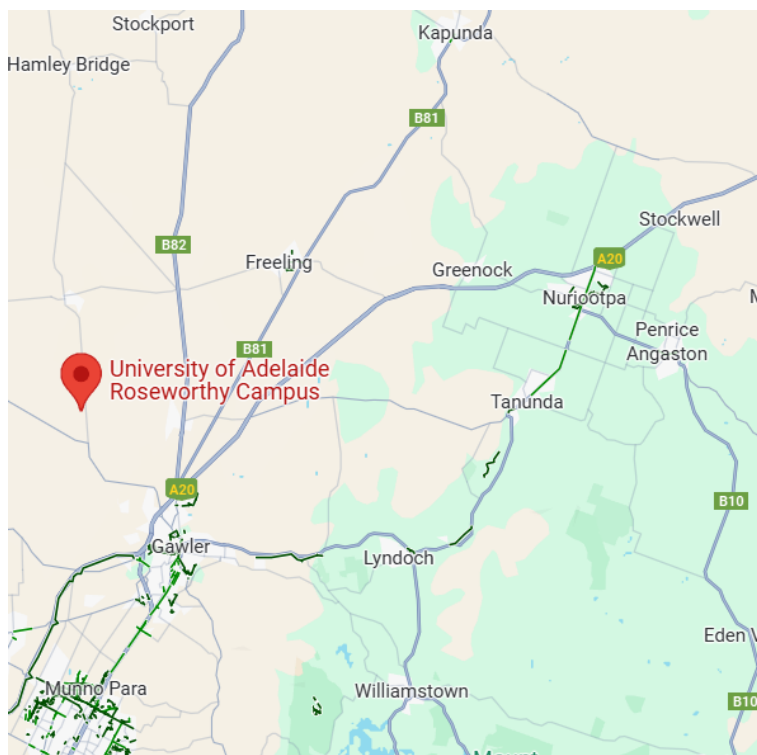 Stockport
Kapunda
Hamley Bridge
B81
Stockwell
B82
Freeling
Greenock
A20
Nuriootpa
Penrice
Angaston
B81
University of Adelaide
Roseworthy Campus
Tanunda
A20
B10
Gawler
Lyndoch
Eden V
Munno Para
Williamstown
B10
Mount